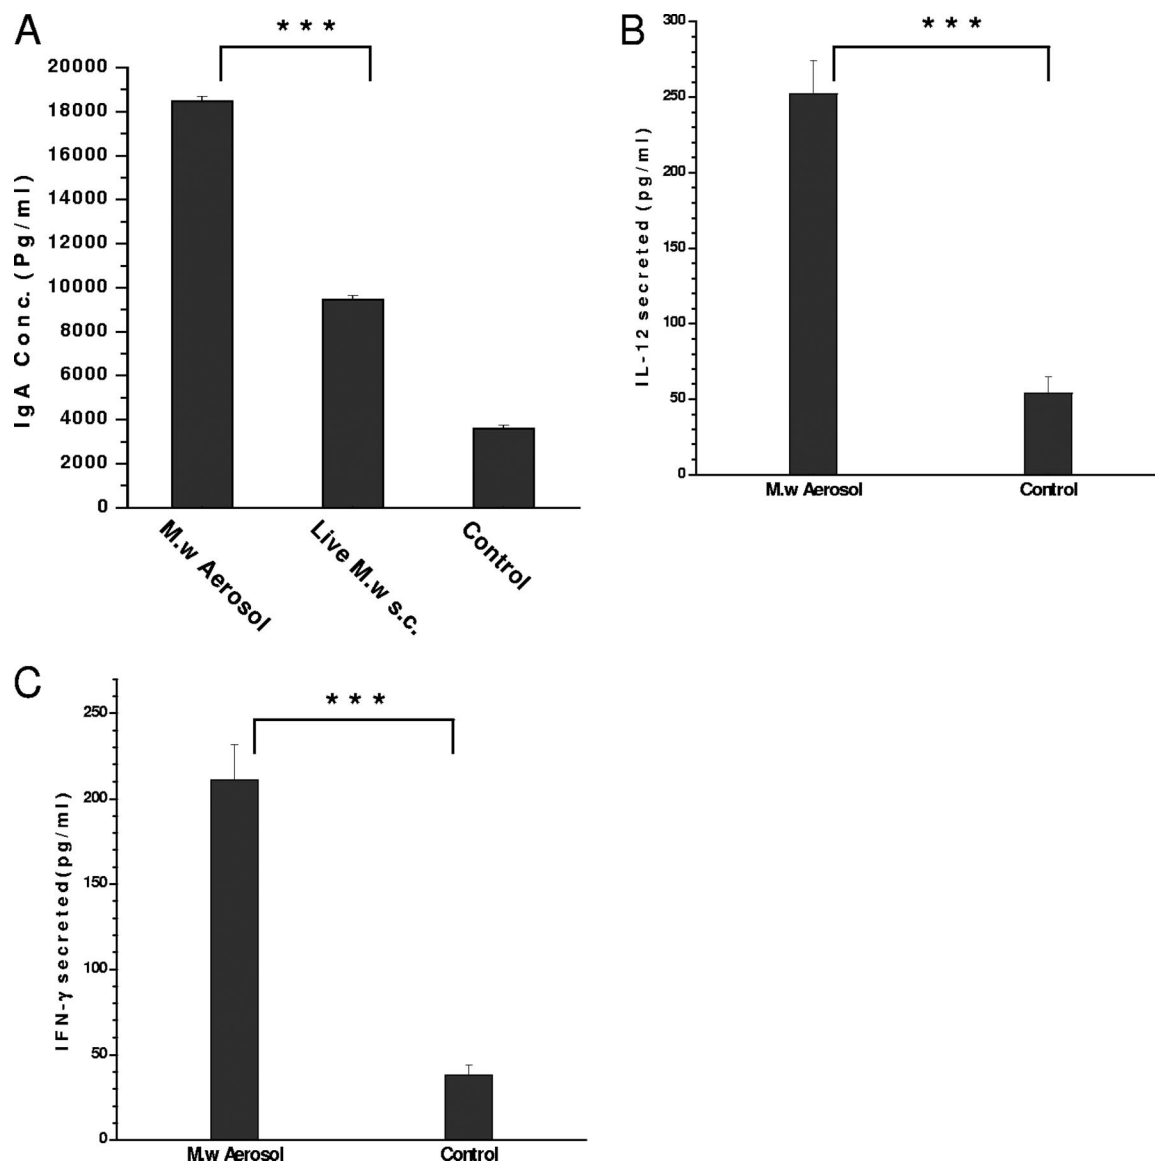 A
* * *
20000
18000
16000
14000
12000
10000
8000
6000
4000
2000
0
IgA Conc. (Pg/ml)
M.w Aerosol
Live M.w s.c.
Control
B
* * *
300
250
200
150
100
50
0
IL-12 secreted (pg/ml)
M.w Aerosol
Control
C
* * *
250
200
150
100
50
0
IFN-γ secreted(pg/ml)
M.w Aerosol
Control